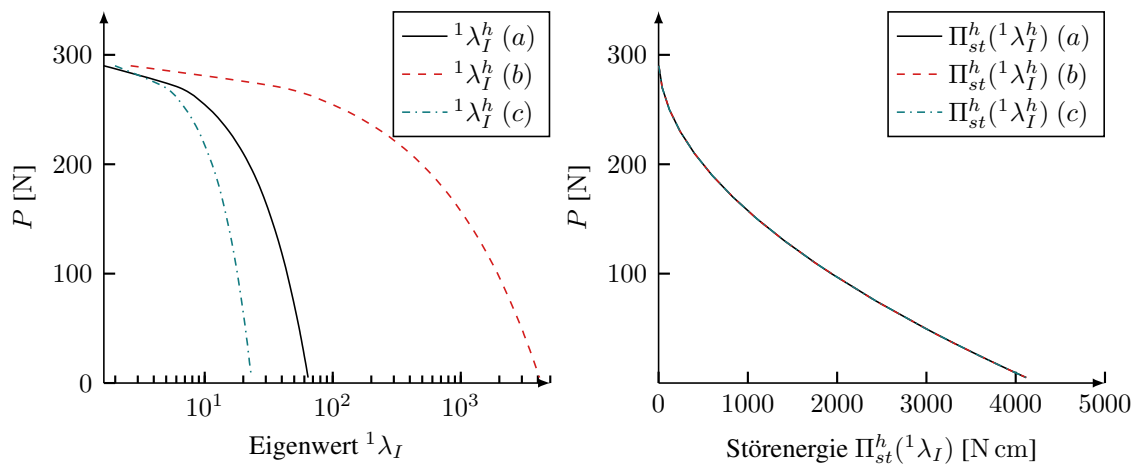 300
200
100
0
P [N]
10¹ 10² 10³
Eigenwert ¹λ_I
¹λ_I^h (a)
¹λ_I^h (b)
¹λ_I^h (c)
300
200
100
0
P [N]
0 1000 2000 3000 4000 5000
Störenergie Π_st^h(¹λ_I) [N cm]
Π_st^h(¹λ_I^h) (a)
Π_st^h(¹λ_I^h) (b)
Π_st^h(¹λ_I^h) (c)